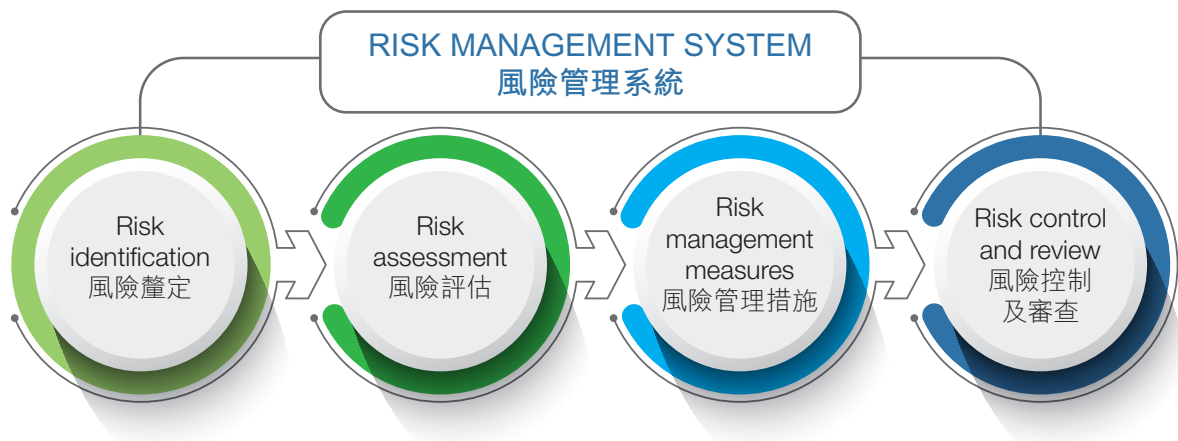 RISK MANAGEMENT SYSTEM
風險管理系統
Risk
identification
風險釐定
Risk
assessment
風險評估
Risk
management
measures
風險管理措施
Risk control
and review
風險控制
及審查